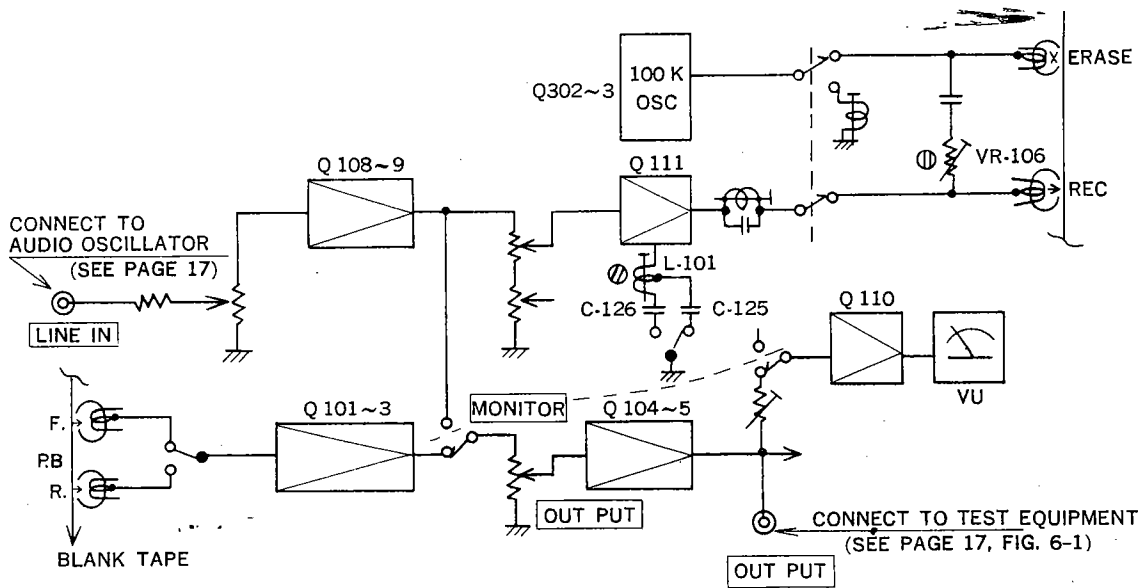 Q302~3
100 K
OSC
ERASE
VR-106
REC
Q 108~9
Q 111
CONNECT TO
AUDIO OSCILLATOR
(SEE PAGE 17)
LINE IN
L-101
C-126
C-125
Q 110
VU
F.
P.B
R.
Q 101~3
MONITOR
Q 104~5
OUT PUT
BLANK TAPE
CONNECT TO TEST EQUIPMENT
(SEE PAGE 17, FIG. 6-1)
OUT PUT